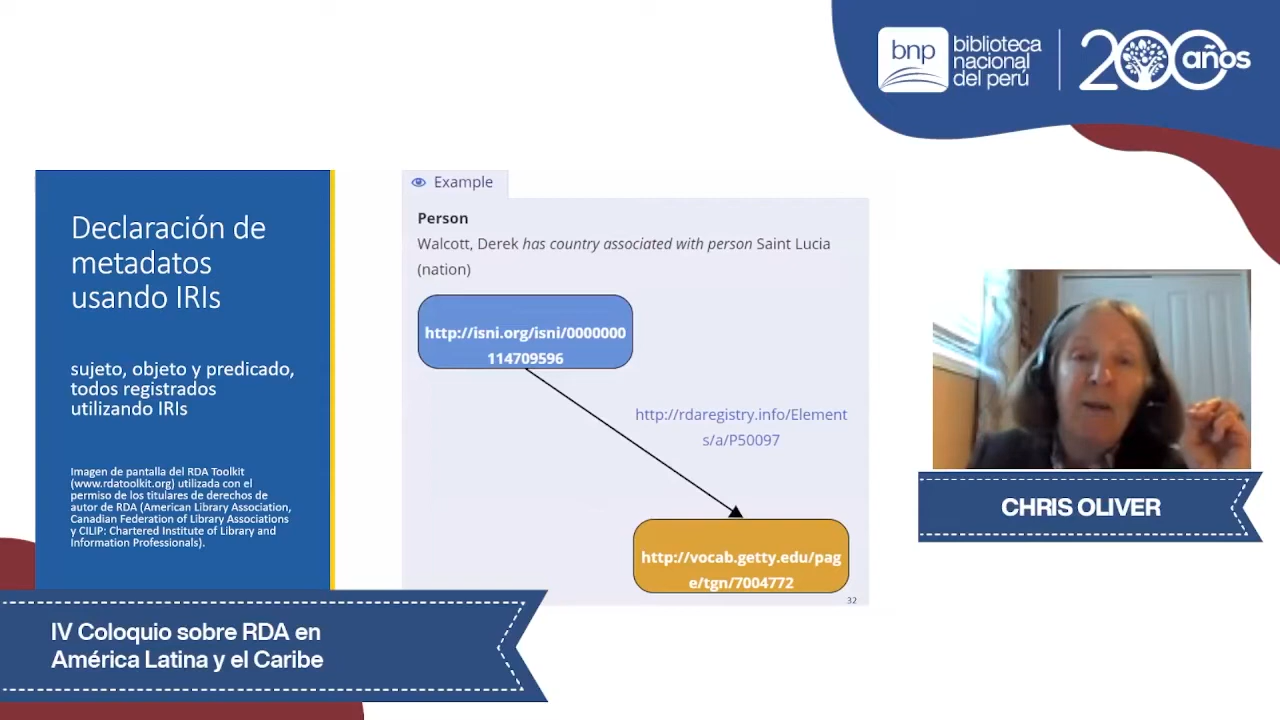 bnp
biblioteca
nacional
del perú
200 años
Declaración de
metadatos
usando IRIs
sujeto, objeto y predicado,
todos registrados
utilizando IRIs
Imagen de pantalla del RDA Toolkit
(www.rdatoolkit.org) utilizada con el
permiso de los titulares de derechos de
autor de RDA (American Library Association,
Canadian Federation of Library Associations
y CILIP: Chartered Institute of Library and
Information Professionals).
Example
Person
Walcott, Derek has country associated with person Saint Lucia
(nation)
http://isni.org/isni/0000000
114709596
http://rdaregistry.info/Element
s/a/P50097
http://vocab.getty.edu/pag
e/tgn/7004772
32
CHRIS OLIVER
IV Coloquio sobre RDA en
América Latina y el Caribe